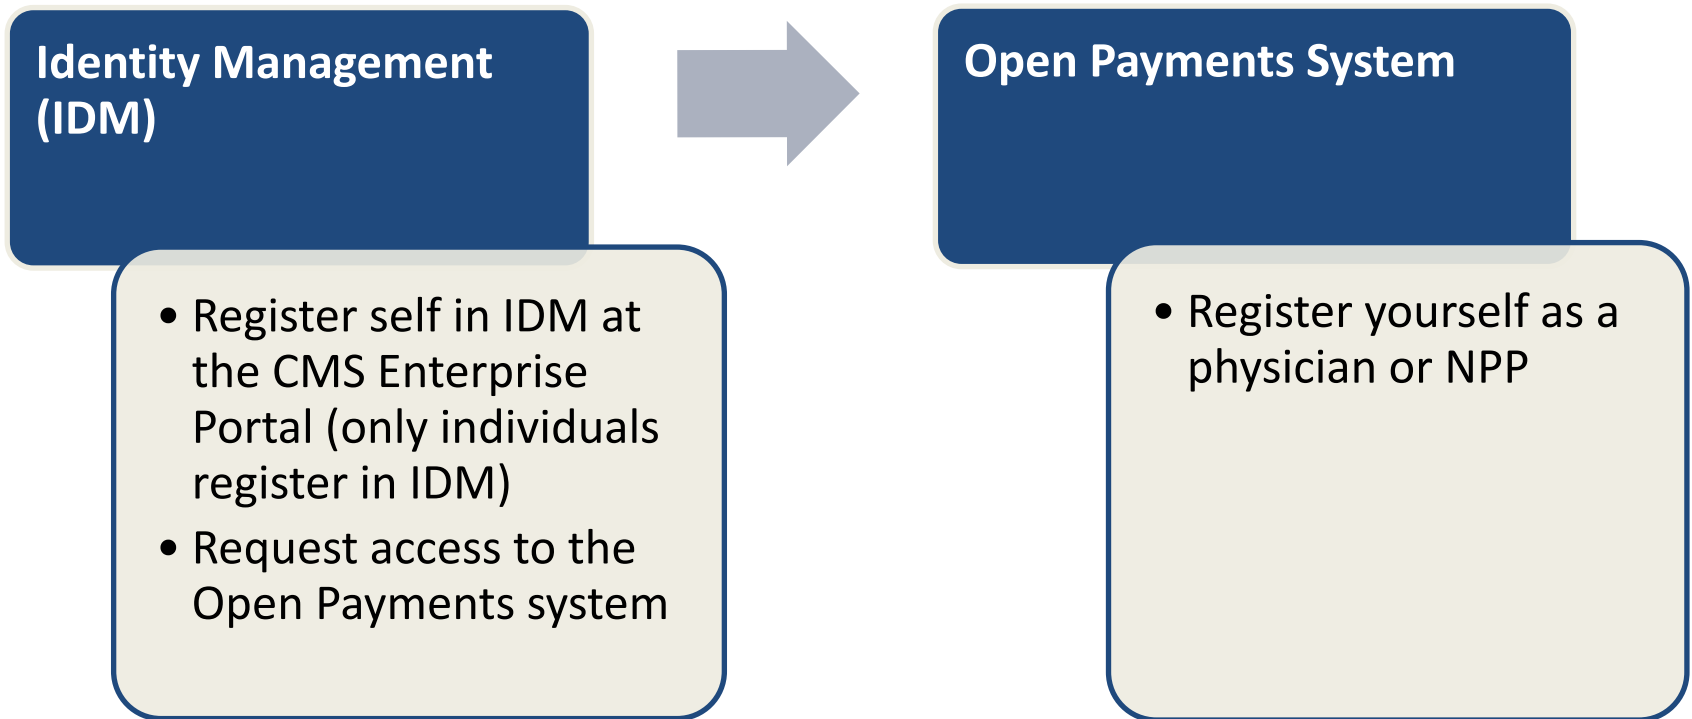 Identity Management
(IDM)
• Register self in IDM at
the CMS Enterprise
Portal (only individuals
register in IDM)
• Request access to the
Open Payments system
Open Payments System
• Register yourself as a
physician or NPP